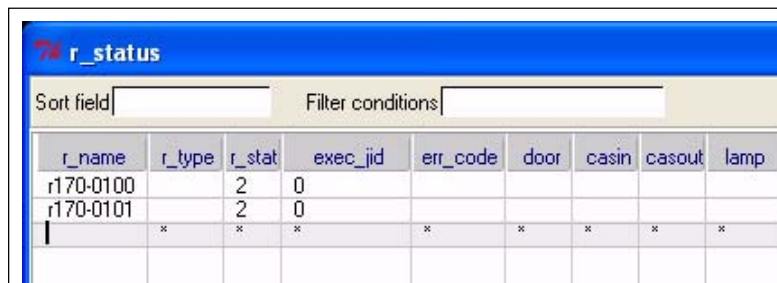 r_status
Sort field Filter conditions
r_name r_type r_stat exec_jid err_code door casin casout lamp
r170-0100 2 0
r170-0101 2 0
* * * * * * * *